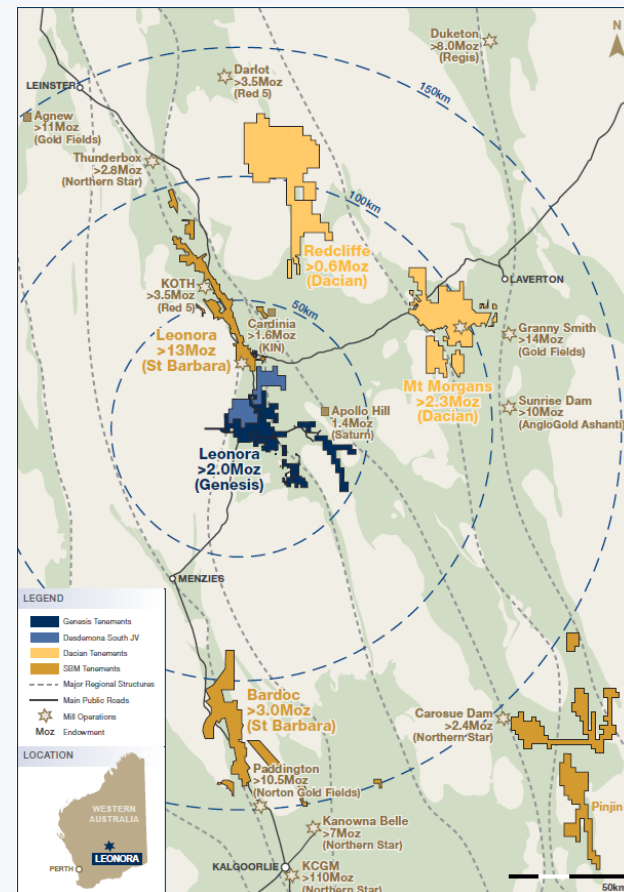 N
Duketon
>8.0Moz
(Regis)
Darlot
>3.5Moz
(Red 5)
LEINSTER
150km
Agnew
>11Moz
(Gold Fields)
Thunderbox
>2.8Moz
(Northern Star)
100km
Redcliffe
>0.6Moz
(Dacian)
KOTH
>3.5Moz
(Red 5)
LAVERTON
50km
Cardinia
>1.6Moz
(KIN)
Leonora
>13Moz
(St Barbara)
Granny Smith
>14Moz
(Gold Fields)
Mt Morgans
>2.3Moz
(Dacian)
Sunrise Dam
>10Moz
(AngloGold Ashanti)
Apollo Hill
1.4Moz
(Saturn)
Leonora
>2.0Moz
(Genesis)
MENZIES
LEGEND
Genesis Tenements
Desdemona South JV
Dacian Tenements
SBM Tenements
Major Regional Structures
Main Public Roads
Mill Operations
Moz Endowment
Bardoc
>3.0Moz
(St Barbara)
Carosue Dam
>2.4Moz
(Northern Star)
LOCATION
WESTERN
AUSTRALIA
LEONORA
PERTH
Paddington
>10.5Moz
(Norton Gold Fields)
Pinjin
Kanowna Belle
>7Moz
(Northern Star)
KALGOORLIE
KCGM
>110Moz
(Northern Star)
50km